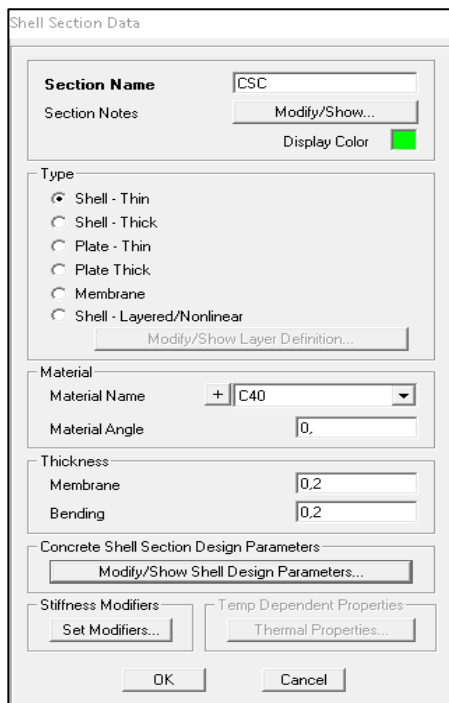 Shell Section Data
Section Name CSC
Section Notes Modify/Show...
Display Color
Type
Shell - Thin
Shell - Thick
Plate - Thin
Plate Thick
Membrane
Shell - Layered/Nonlinear
Modify/Show Layer Definition...
Material
Material Name + C40
Material Angle 0,
Thickness
Membrane 0,2
Bending 0,2
Concrete Shell Section Design Parameters
Modify/Show Shell Design Parameters...
Stiffness Modifiers Temp Dependent Properties
Set Modifiers... Thermal Properties...
OK Cancel